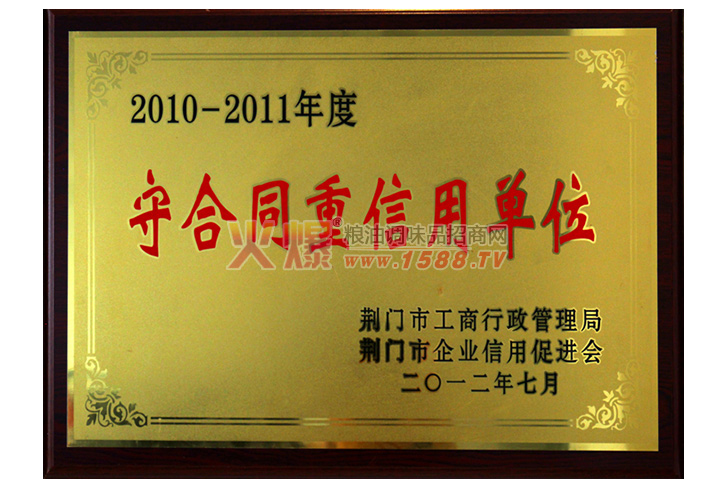 2010-2011年度
守合同重信用单位
火爆®粮油调味品招商网
www.1588.TV
荆门市工商行政管理局
荆门市企业信用促进会
二〇一二年七月